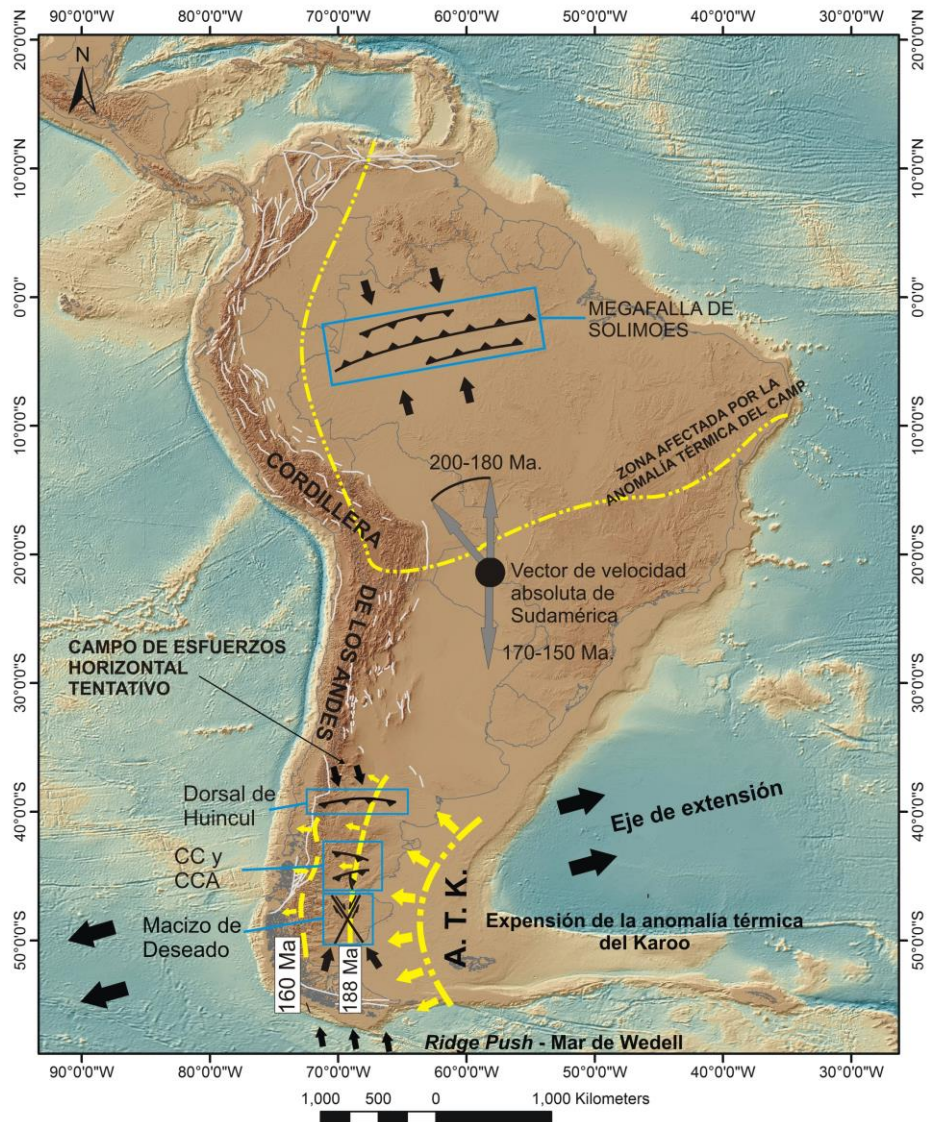 90°0'0"W
80°0'0"W
70°0'0"W
60°0'0"W
50°0'0"W
40°0'0"W
30°0'0"W
20°0'0"N
20°0'0"N
N
10°0'0"N
10°0'0"N
0°0'0"
0°0'0"
MEGAFALLA DE
SOLIMOES
10°0'0"S
10°0'0"S
ZONA AFECTADA POR LA
ANOMALÍA TÉRMICA DEL CAMP
200-180 Ma.
CORDILLERA
DE LOS ANDES
20°0'0"S
20°0'0"S
Vector de velocidad
absoluta de
Sudamérica
170-150 Ma.
CAMPO DE ESFUERZOS
HORIZONTAL
TENTATIVO
30°0'0"S
30°0'0"S
Dorsal de
Huincul
40°0'0"S
40°0'0"S
Eje de extensión
CC y
CCA
Macizo de
Deseado
A. T. K.
Expensión de la anomalía térmica
del Karoo
50°0'0"S
50°0'0"S
160 Ma
188 Ma
Ridge Push - Mar de Wedell
90°0'0"W
80°0'0"W
70°0'0"W
60°0'0"W
50°0'0"W
40°0'0"W
30°0'0"W
1,000 500 0 1,000 Kilometers